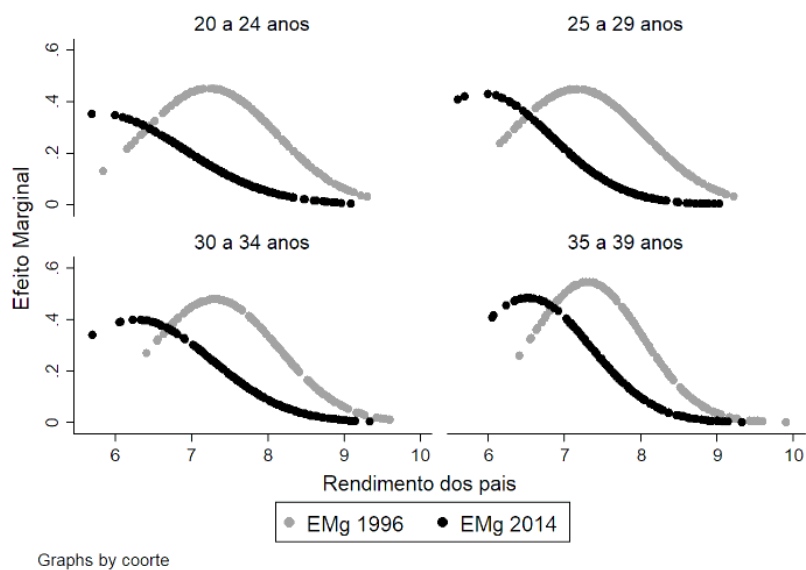 20 a 24 anos
25 a 29 anos
0 .2 .4 .6
30 a 34 anos
35 a 39 anos
0 .2 .4 .6
Efeito Marginal
6 7 8 9 10
6 7 8 9 10
Rendimento dos pais
EMg 1996
EMg 2014
Graphs by coorte